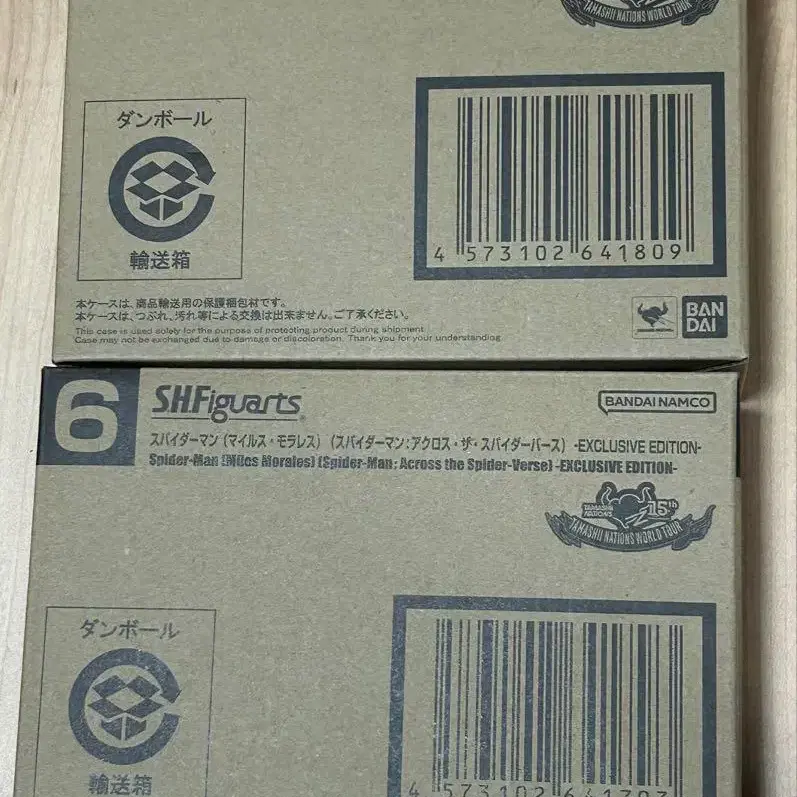 TAMASHII NATIONS WORLD TOUR
ダンボール
輸送箱
4 573102 641809
本ケースは、商品輸送用の保護梱包材です。
本ケースは、つぶれ、汚れ等による交換は出来ません。ご了承ください。
This case is used solely for the purpose of protecting product during shipment.
Case may not be exchanged due to damage or discoloration. Thank you for your understanding.
BAN
DAI
6
S.H.Figuarts
BANDAI NAMCO
スパイダーマン（マイルス・モラレス）（スパイダーマン：アクロス・ザ・スパイダーバース）-EXCLUSIVE EDITION-
Spider-Man (Miles Morales) (Spider-Man: Across the Spider-Verse) -EXCLUSIVE EDITION-
TAMASHII
NATIONS
15th
TAMASHII NATIONS WORLD TOUR
ダンボール
輸送箱
4 573102